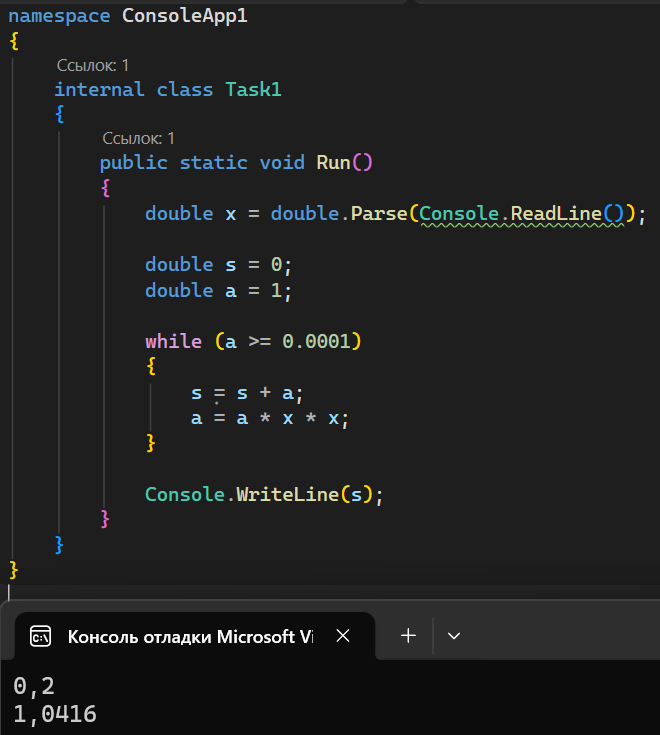 namespace ConsoleApp1
{
Ссылок: 1
internal class Task1
{
Ссылок: 1
public static void Run()
{
double x = double.Parse(Console.ReadLine());
double s = 0;
double a = 1;
while (a >= 0.0001)
{
s = s + a;
a = a * x * x;
}
Console.WriteLine(s);
}
}
}
Консоль отладки Microsoft Vi
0,2
1,0416